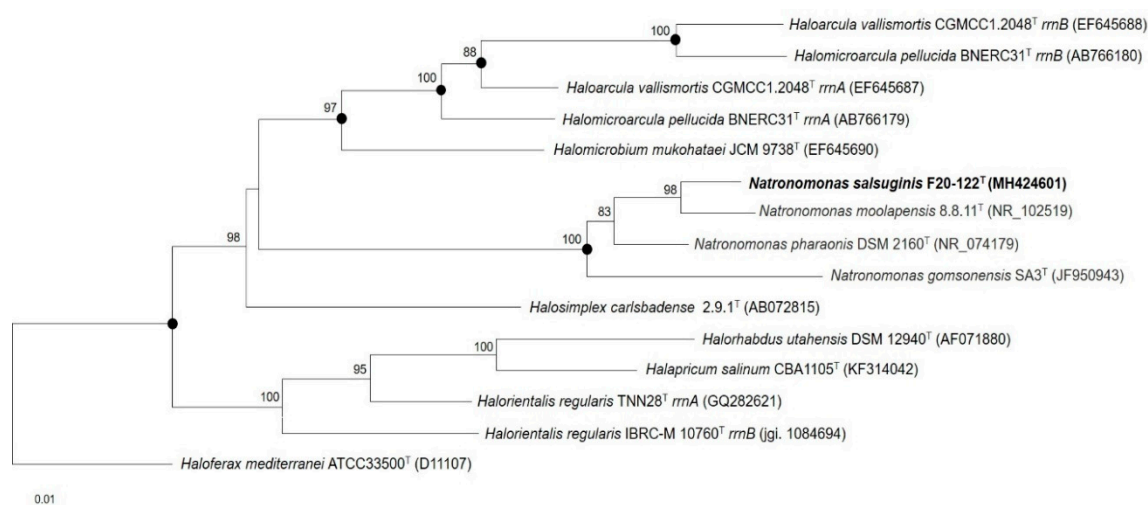 100
Haloarcula vallismortis CGMCC1.2048ᵀ rrnB (EF645688)
88
Halomicroarcula pellucida BNERC31ᵀ rrnB (AB766180)
100
Haloarcula vallismortis CGMCC1.2048ᵀ rrnA (EF645687)
97
Halomicroarcula pellucida BNERC31ᵀ rrnA (AB766179)
Halomicrobium mukohataei JCM 9738ᵀ (EF645690)
98
Natronomonas salsuginis F20-122ᵀ (MH424601)
83
Natronomonas moolapensis 8.8.11ᵀ (NR_102519)
98
100
Natronomonas pharaonis DSM 2160ᵀ (NR_074179)
Natronomonas gomsonensis SA3ᵀ (JF950943)
Halosimplex carlsbadense 2.9.1ᵀ (AB072815)
100
Halorhabdus utahensis DSM 12940ᵀ (AF071880)
95
Halapricum salinum CBA1105ᵀ (KF314042)
100
Halorientalis regularis TNN28ᵀ rrnA (GQ282621)
Halorientalis regularis IBRC-M 10760ᵀ rrnB (jgi. 1084694)
Haloferax mediterranei ATCC33500ᵀ (D11107)
0.01